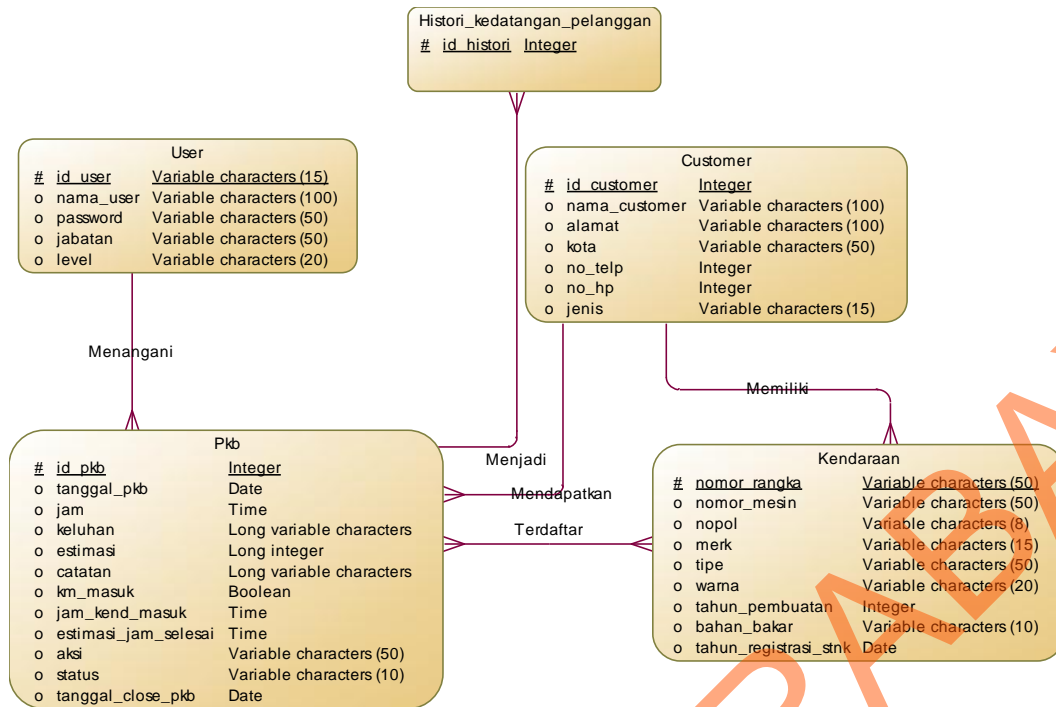 Histori_kedatangan_pelanggan
# id_histori Integer
User
# id_user Variable characters (15)
o nama_user Variable characters (100)
o password Variable characters (50)
o jabatan Variable characters (50)
o level Variable characters (20)
Customer
# id_customer Integer
o nama_customer Variable characters (100)
o alamat Variable characters (100)
o kota Variable characters (50)
o no_telp Integer
o no_hp Integer
o jenis Variable characters (15)
Menangani
Memiliki
Menjadi
Mendapatkan
Terdaftar
Pkb
# id_pkb Integer
o tanggal_pkb Date
o jam Time
o keluhan Long variable characters
o estimasi Long integer
o catatan Long variable characters
o km_masuk Boolean
o jam_kend_masuk Time
o estimasi_jam_selesai Time
o aksi Variable characters (50)
o status Variable characters (10)
o tanggal_close_pkb Date
Kendaraan
# nomor_rangka Variable characters (50)
o nomor_mesin Variable characters (50)
o nopol Variable characters (8)
o merk Variable characters (15)
o tipe Variable characters (50)
o warna Variable characters (20)
o tahun_pembuatan Integer
o bahan_bakar Variable characters (10)
o tahun_registrasi_stnk Date